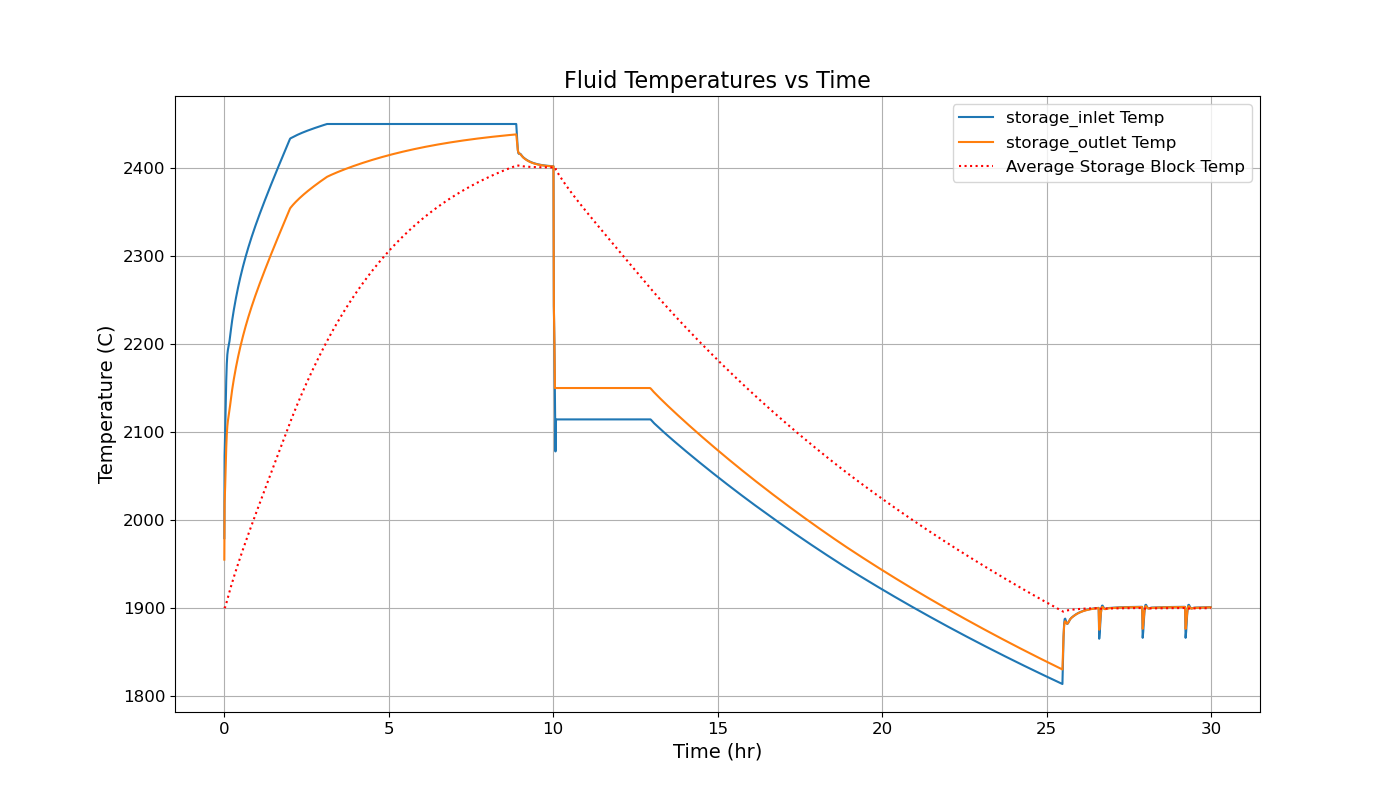 Fluid Temperatures vs Time
storage_inlet Temp
storage_outlet Temp
Average Storage Block Temp
Temperature (C)
2400
2300
2200
2100
2000
1900
1800
0 5 10 15 20 25 30
Time (hr)